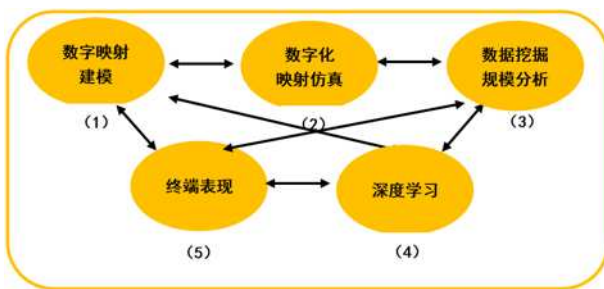 数字映射
建模
数字化
映射仿真
数据挖掘
规模分析
(1)
(2)
(3)
终端表现
深度学习
(5)
(4)